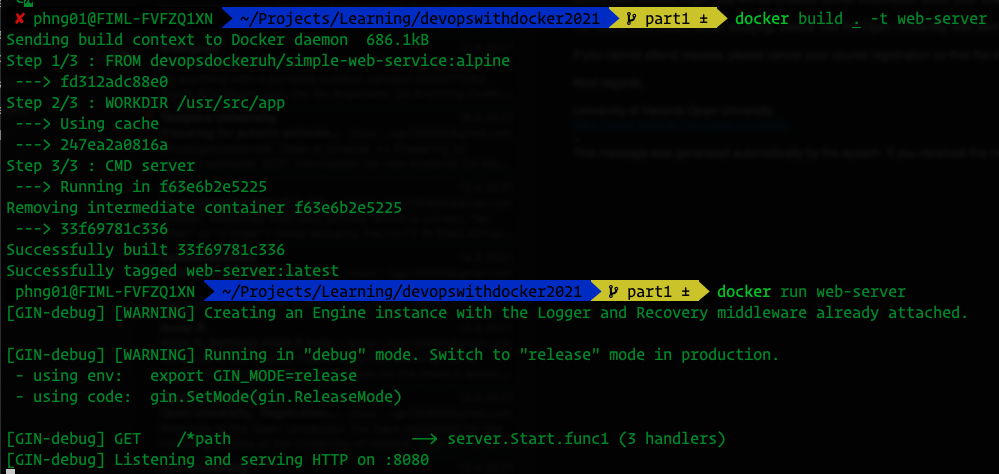 ✘ phng01@FIML-FVFZQ1XN ~/Projects/Learning/devopswithdocker2021 part1 ± docker build . -t web-server
Sending build context to Docker daemon  686.1kB
Step 1/3 : FROM devopsdockeruh/simple-web-service:alpine
 ---> fd312adc88e0
Step 2/3 : WORKDIR /usr/src/app
 ---> Using cache
 ---> 247ea2a0816a
Step 3/3 : CMD server
 ---> Running in f63e6b2e5225
Removing intermediate container f63e6b2e5225
 ---> 33f69781c336
Successfully built 33f69781c336
Successfully tagged web-server:latest
phng01@FIML-FVFZQ1XN ~/Projects/Learning/devopswithdocker2021 part1 ± docker run web-server
[GIN-debug] [WARNING] Creating an Engine instance with the Logger and Recovery middleware already attached.
[GIN-debug] [WARNING] Running in "debug" mode. Switch to "release" mode in production.
 - using env:   export GIN_MODE=release
 - using code:  gin.SetMode(gin.ReleaseMode)
[GIN-debug] GET    /*path                    --> server.Start.func1 (3 handlers)
[GIN-debug] Listening and serving HTTP on :8080